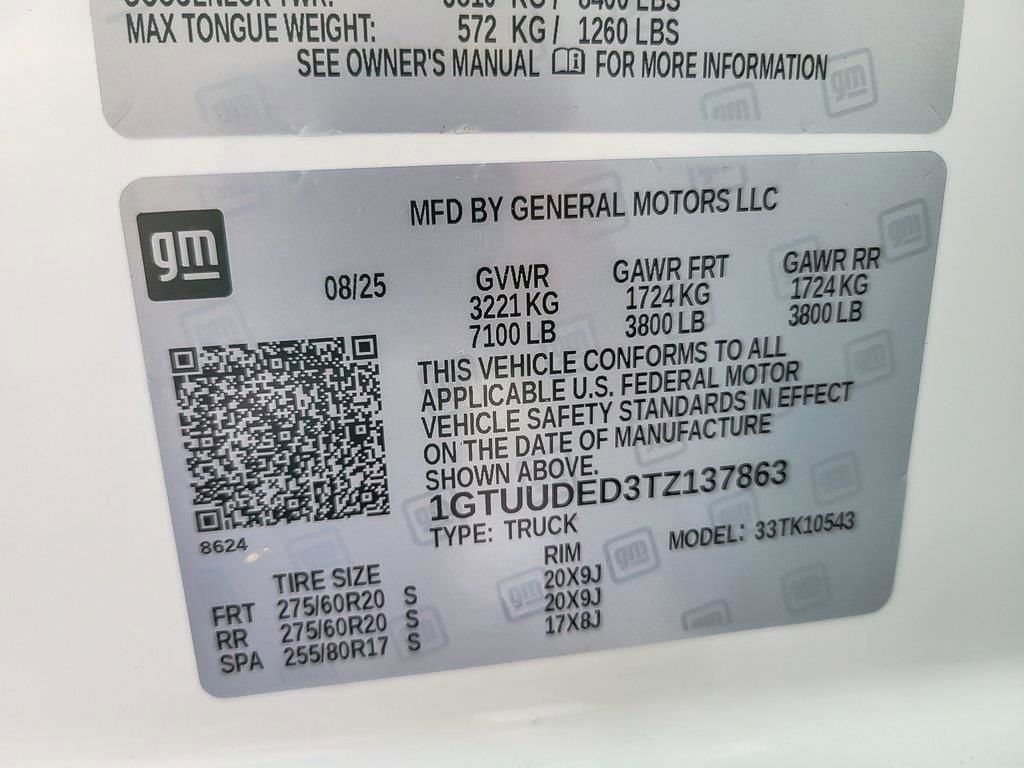 MAX TONGUE WEIGHT: 572 KG / 1260 LBS
SEE OWNER'S MANUAL FOR MORE INFORMATION
gm
MFD BY GENERAL MOTORS LLC
08/25 GVWR GAWR FRT GAWR RR
3221 KG 1724 KG 1724 KG
7100 LB 3800 LB 3800 LB
THIS VEHICLE CONFORMS TO ALL
APPLICABLE U.S. FEDERAL MOTOR
VEHICLE SAFETY STANDARDS IN EFFECT
ON THE DATE OF MANUFACTURE
SHOWN ABOVE.
1GTUUDED3TZ137863
TYPE: TRUCK MODEL: 33TK10543
8624
TIRE SIZE RIM
FRT 275/60R20 S 20X9J
RR 275/60R20 S 20X9J
SPA 255/80R17 S 17X8J